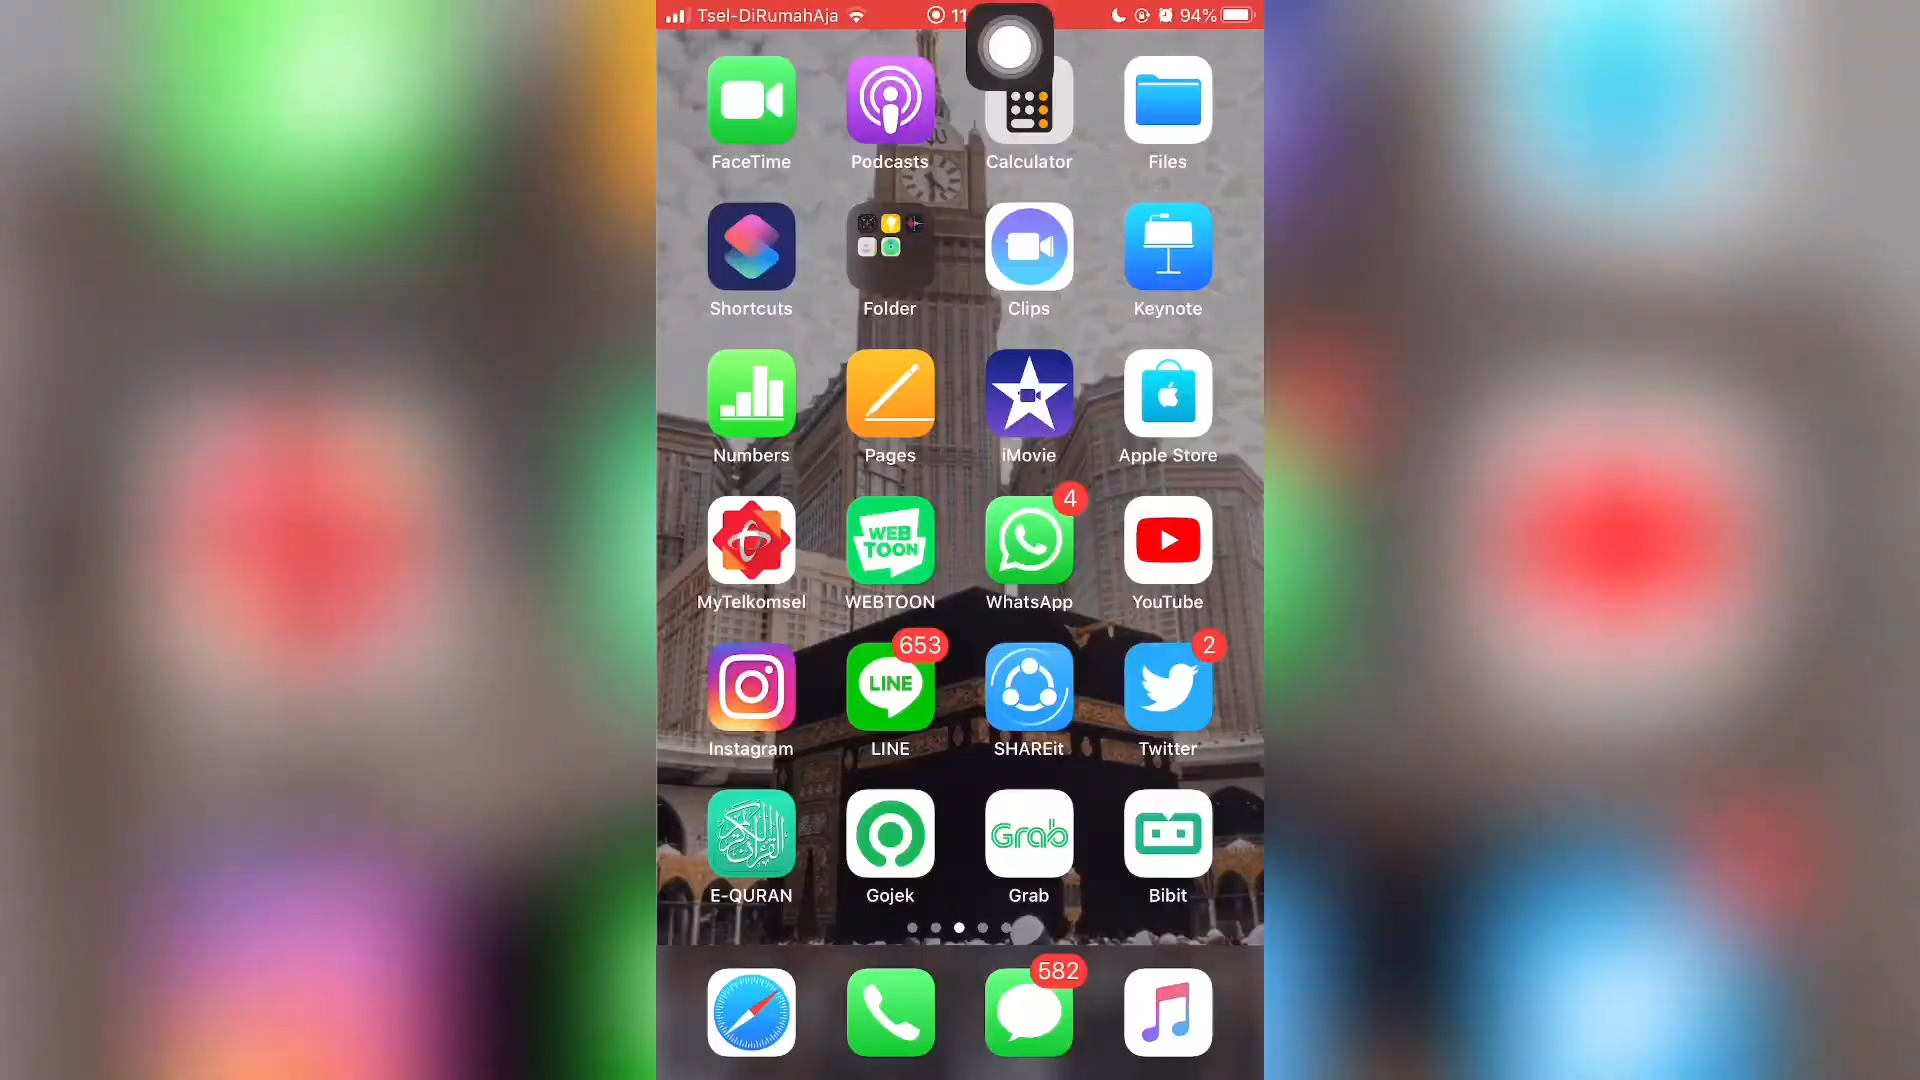 Tsel-DiRumahAja 11 94%
FaceTime Podcasts Calculator Files
Shortcuts Folder Clips Keynote
Numbers Pages iMovie Apple Store
4
WEB
TOON
MyTelkomsel WEBTOON WhatsApp YouTube
653 2
LINE
Instagram LINE SHAREit Twitter
Grab
E-QURAN Gojek Grab Bibit
582